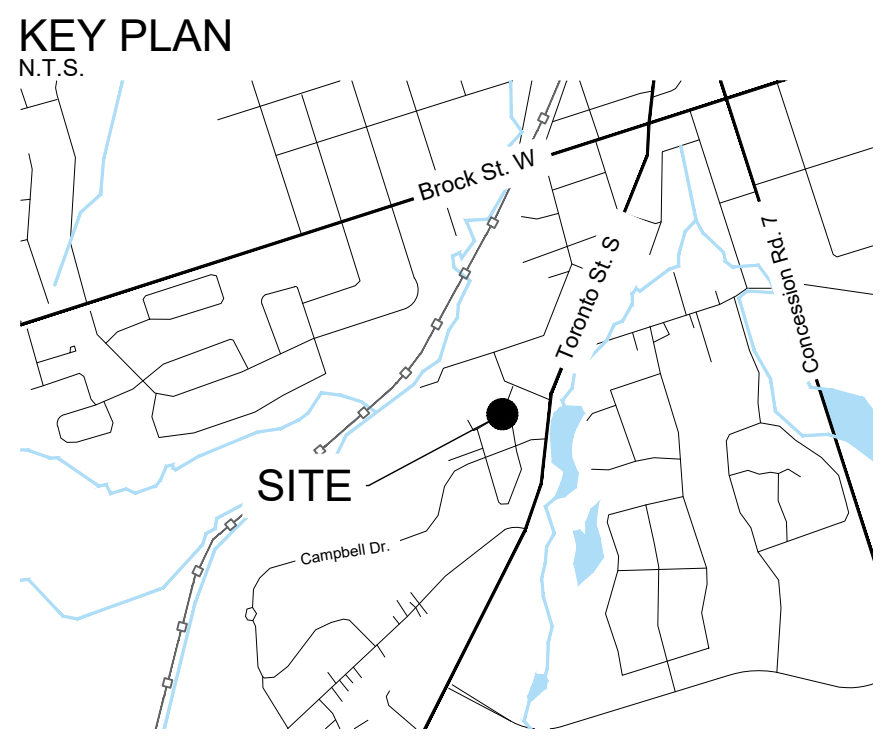 KEY PLAN
N.T.S.
Brock St. W
Toronto St. S
Concession Rd. 7
SITE
Campbell Dr.